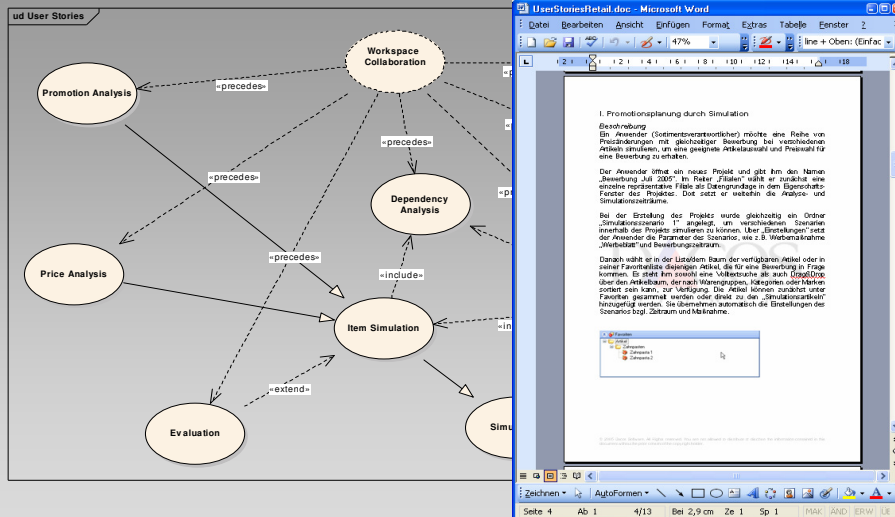 ud User Stories
Workspace
Collaboration
Promotion Analysis
«precedes»
«precedes»
«precedes»
Dependency
Analysis
«precedes»
Price Analysis
«include»
Item Simulation
«extend»
Evaluation
Simu
UserStoriesRetail.doc - Microsoft Word
Datei Bearbeiten Ansicht Einfügen Format Extras Tabelle Fenster ?
47%
line + Oben: (Einfac
I. Promotionsplanung durch Simulation
Beschreibung
Ein Anwender (Sortimentsverantwortlicher) möchte eine Reihe von
Preisänderungen mit gleichzeitiger Bewerbung bei verschiedenen
Artikeln simulieren, um eine geeignete Artikelauswahl und Preiswahl für
eine Bewerbung zu erhalten.
Der Anwender öffnet ein neues Projekt und gibt ihm den Namen
„Bewerbung Juli 2005". Im Reiter „Filialen" wählt er zunächst eine
einzelne repräsentative Filiale als Datengrundlage in dem Eigenschafts-
Fenster des Projektes. Dort setzt er weiterhin die Analyse- und
Simulationszeiträume.
Bei der Erstellung des Projekts wurde gleichzeitig ein Ordner
„Simulationsszenario 1" angelegt, um verschiedenen Szenarien
innerhalb des Projekts simulieren zu können. Über „Einstellungen" setzt
der Anwender die Parameter des Szenarios, wie z.B. Werbemaßnahme
„Werbeblatt" und Bewerbungszeitraum.
Danach wählt er in der Liste/dem Baum der verfügbaren Artikel oder in
seiner Favoritenliste diejenigen Artikel, die für eine Bewerbung in Frage
kommen. Es steht ihm sowohl eine Volltextsuche als auch Drag&Drop
über den Artikelbaum, der nach Warengruppen, Kategorien oder Marken
sortiert sein kann, zur Verfügung. Die Artikel können zunächst unter
Favoriten gesammelt werden oder direkt zu den „Simulationsartikeln"
hinzugefügt werden. Sie übernehmen automatisch die Einstellungen des
Szenarios bzgl. Zeitraum und Maßnahme.
Favoriten
Artikel
Zahnpasten
Zahnpasta 1
Zahnpasta 2
Zeichnen AutoFormen
Seite 4 Ab 1 4/13 Bei 2,9 cm Ze 1 Sp 1 MAK ÄND ERW ÜB